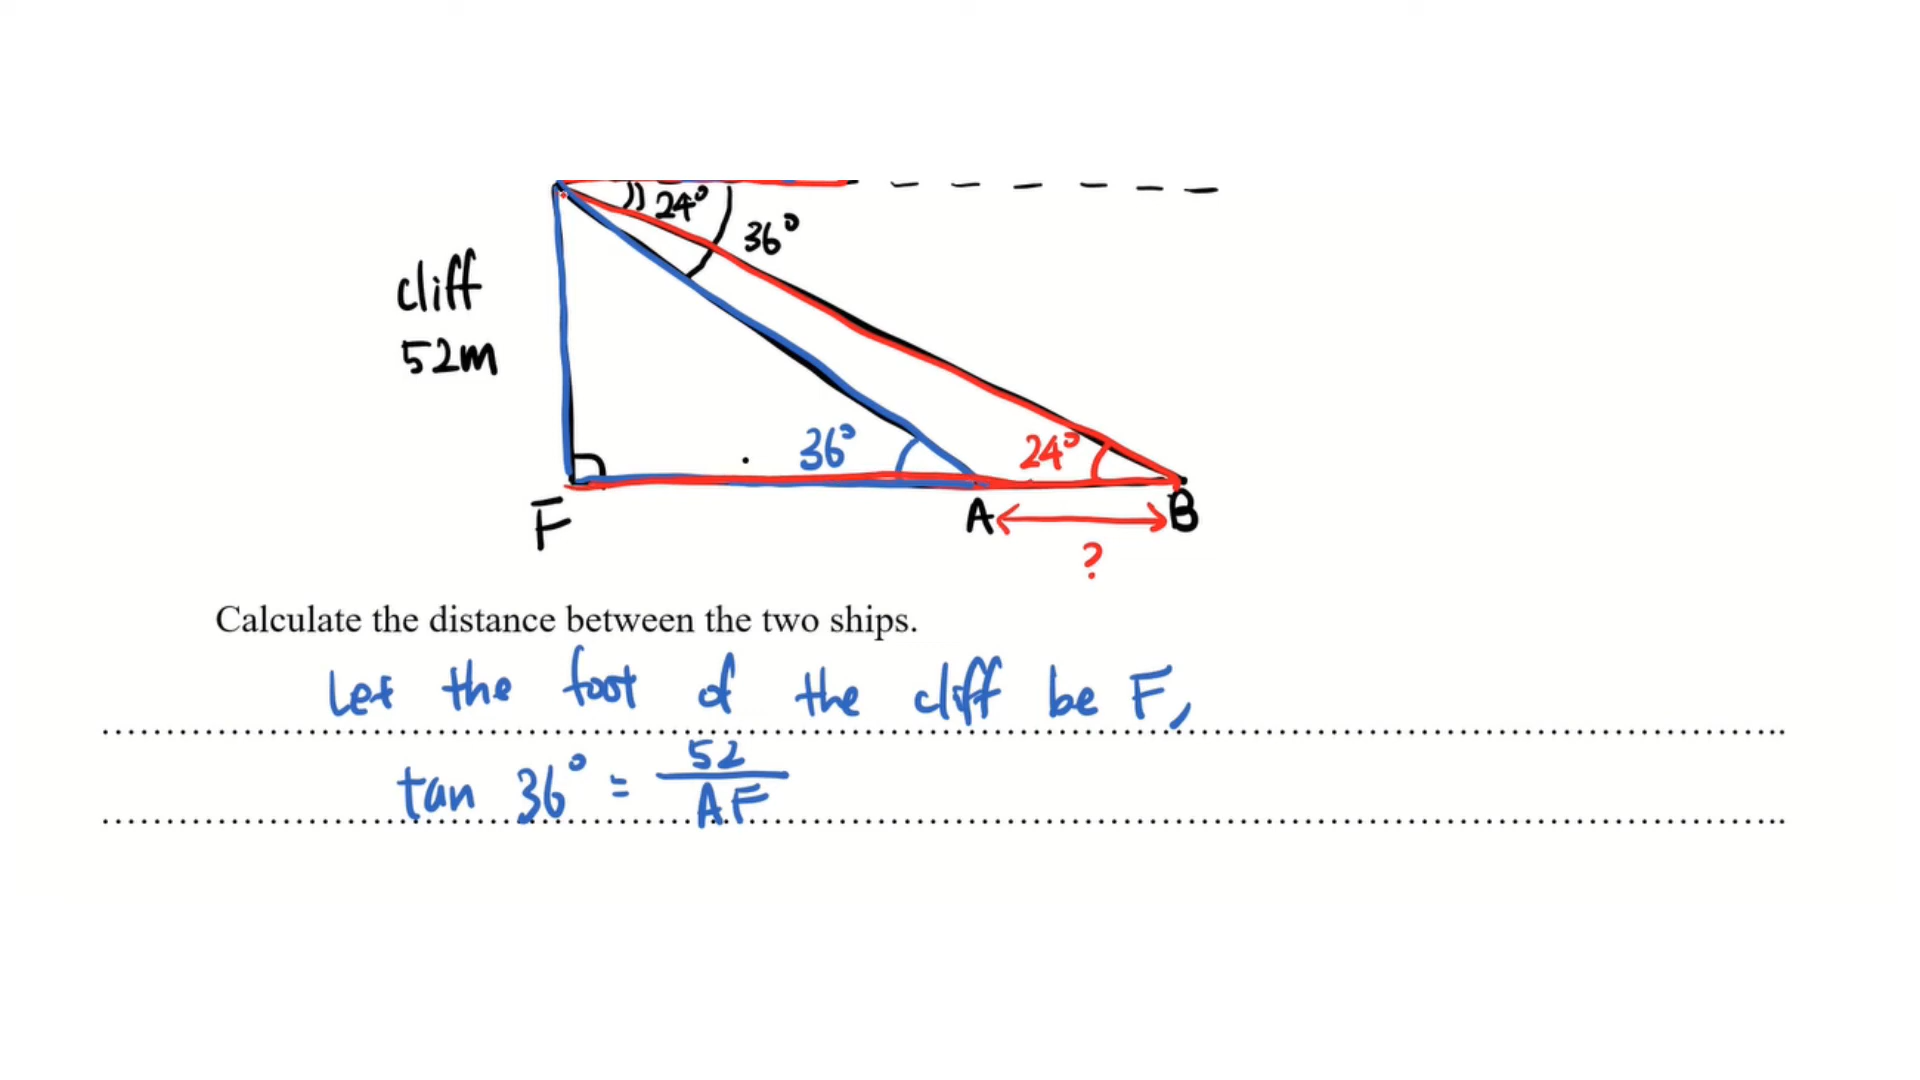 24°
36°
cliff
52m
36°
24°
F
A
B
?
Calculate the distance between the two ships.
Let the foot of the cliff be F,
tan 36° = 52/AF